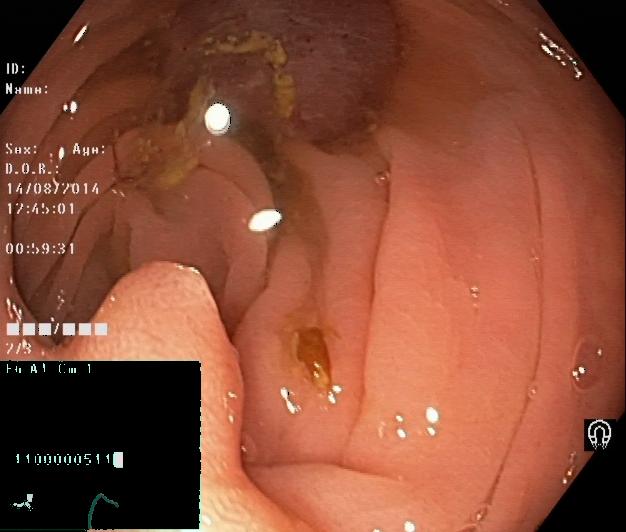 ID:
Name:
Sex: Age:
D.O.B.:
14/08/2014
12:45:01
00:59:31
■■■/■■■
2/3
1100000511